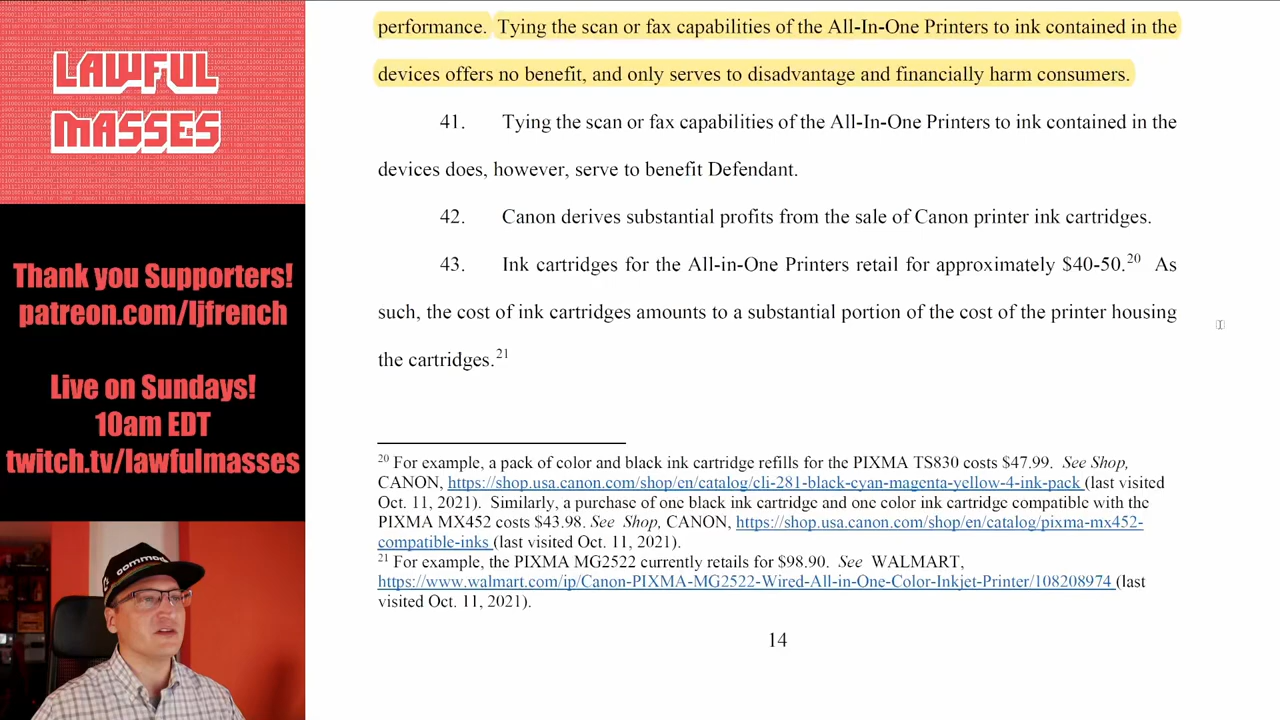 LAWFUL
MASSES
Thank you Supporters!
patreon.com/ljfrench
Live on Sundays!
10am EDT
twitch.tv/lawfulmasses
commod
performance. Tying the scan or fax capabilities of the All-In-One Printers to ink contained in the
devices offers no benefit, and only serves to disadvantage and financially harm consumers.
41. Tying the scan or fax capabilities of the All-In-One Printers to ink contained in the
devices does, however, serve to benefit Defendant.
42. Canon derives substantial profits from the sale of Canon printer ink cartridges.
43. Ink cartridges for the All-in-One Printers retail for approximately $40-50.20 As
such, the cost of ink cartridges amounts to a substantial portion of the cost of the printer housing
the cartridges.21
20 For example, a pack of color and black ink cartridge refills for the PIXMA TS830 costs $47.99. See Shop,
CANON, https://shop.usa.canon.com/shop/en/catalog/cli-281-black-cyan-magenta-yellow-4-ink-pack (last visited
Oct. 11, 2021). Similarly, a purchase of one black ink cartridge and one color ink cartridge compatible with the
PIXMA MX452 costs $43.98. See Shop, CANON, https://shop.usa.canon.com/shop/en/catalog/pixma-mx452-
compatible-inks (last visited Oct. 11, 2021).
21 For example, the PIXMA MG2522 currently retails for $98.90. See WALMART,
https://www.walmart.com/ip/Canon-PIXMA-MG2522-Wired-All-in-One-Color-Inkjet-Printer/108208974 (last
visited Oct. 11, 2021).
14